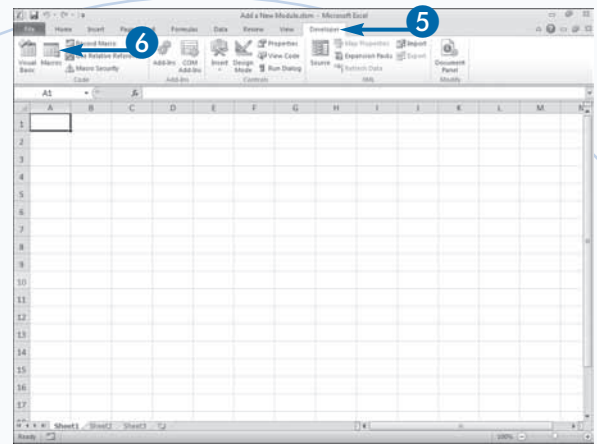 Add a New Module.xlsm - Microsoft Excel
File Home Insert Formulas Data Review View Developer
5
6
Visual Basic
Macros
Record Macro
Use Relative References
Macro Security
Code
Add-Ins
COM Add-Ins
Add-Ins
Insert
Design Mode
Properties
View Code
Run Dialog
Controls
Source
Map Properties
Expansion Packs
Refresh Data
Import
Export
XML
Document Panel
Modify
A1 fx
A B C D E F G H I J K L M N
1
2
3
4
5
6
7
8
9
10
11
12
13
14
15
16
17
Sheet1 Sheet2 Sheet3
Ready 100%